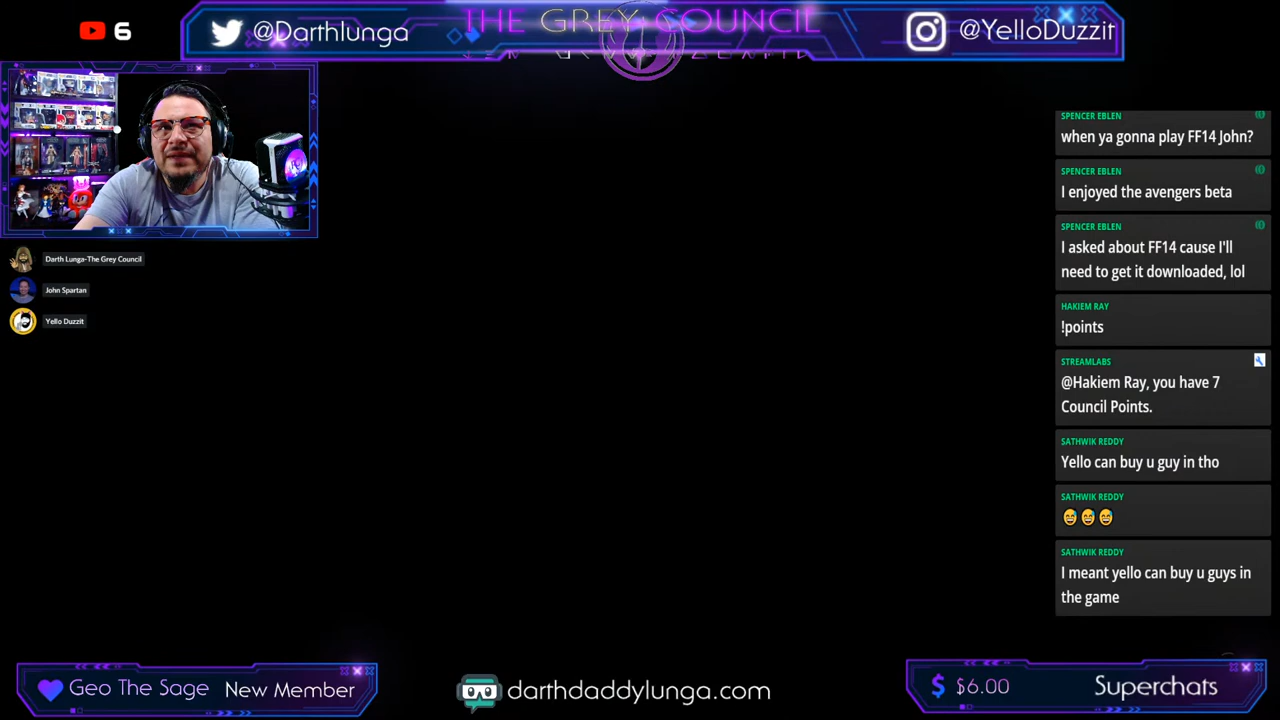 6
@Darthlunga
THE GREY COUNCIL
@YelloDuzzit
SPENCER EBLEN
when ya gonna play FF14 John?
SPENCER EBLEN
I enjoyed the avengers beta
SPENCER EBLEN
I asked about FF14 cause I'll
need to get it downloaded, lol
HAKIEM RAY
!points
STREAMLABS
@Hakiem Ray, you have 7
Council Points.
SATHWIK REDDY
Yello can buy u guy in tho
SATHWIK REDDY
😅😅😅
SATHWIK REDDY
I meant yello can buy u guys in
the game
Darth Lunga-The Grey Council
John Spartan
Yello Duzzit
Geo The Sage New Member
darthdaddylunga.com
$ $6.00 Superchats